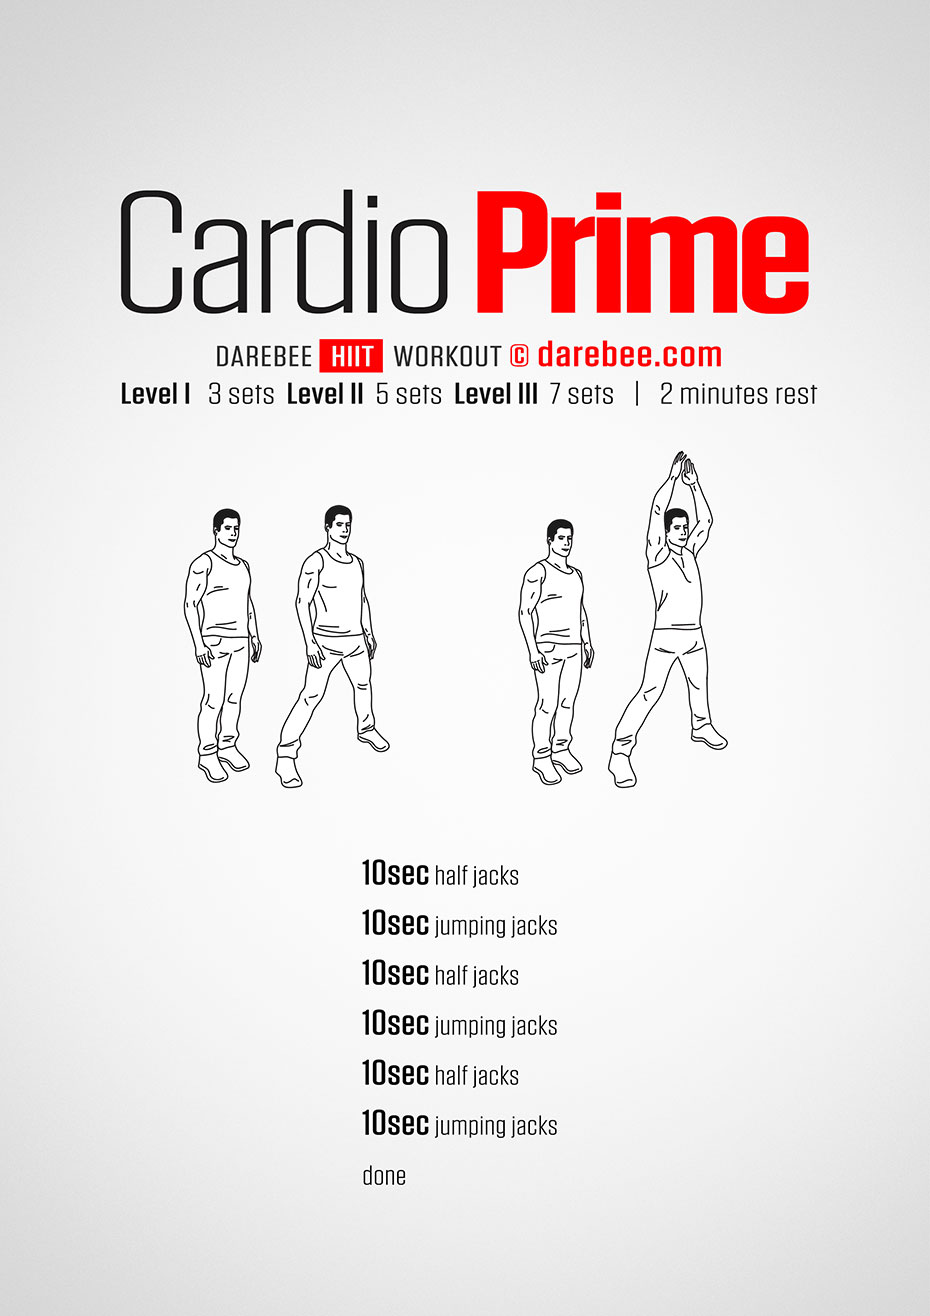 Cardio Prime
DAREBEE HIIT WORKOUT © darebee.com
Level I 3 sets Level II 5 sets Level III 7 sets | 2 minutes rest
10sec half jacks
10sec jumping jacks
10sec half jacks
10sec jumping jacks
10sec half jacks
10sec jumping jacks
done